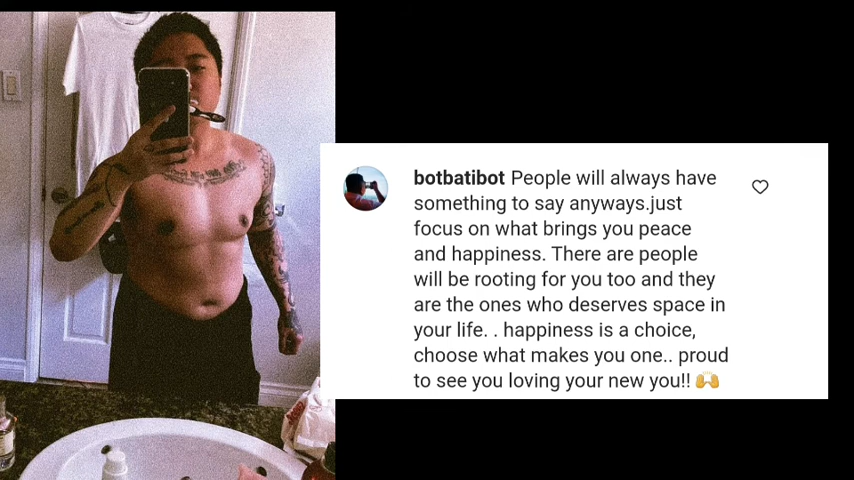 botbatibot People will always have
something to say anyways.just
focus on what brings you peace
and happiness. There are people
will be rooting for you too and they
are the ones who deserves space in
your life. . happiness is a choice,
choose what makes you one.. proud
to see you loving your new you!! 🙌